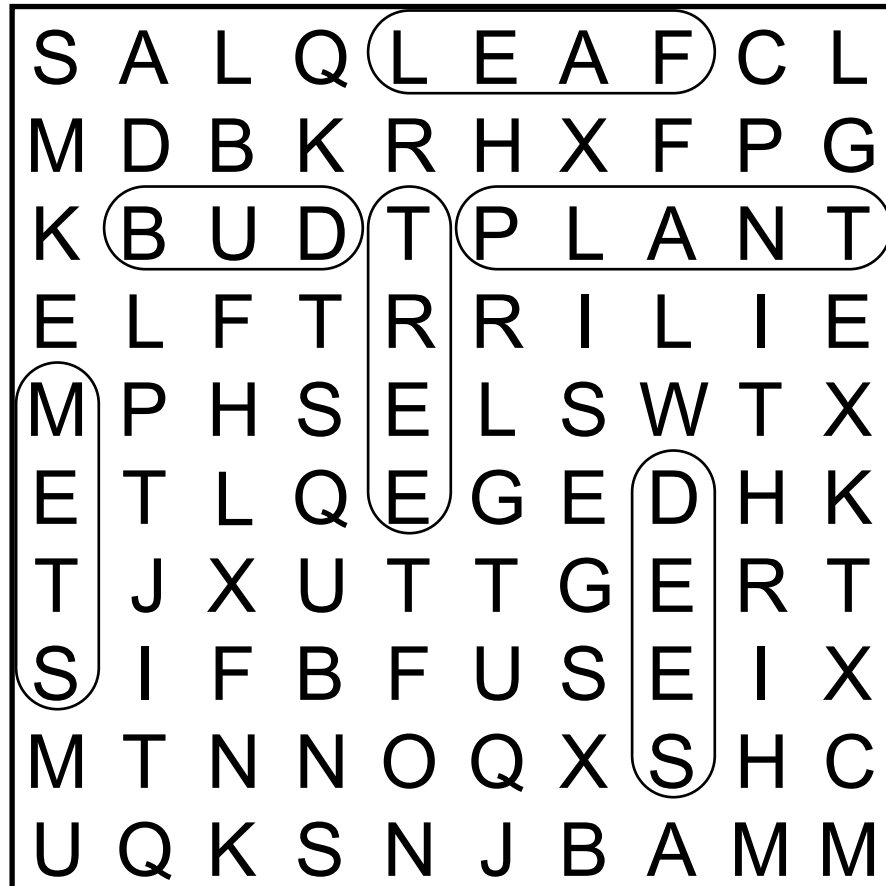 S A L Q L E A F C L
M D B K R H X F P G
K B U D T P L A N T
E L F T R R I L I E
M P H S E L S W T X
E T L Q E G E D H K
T J X U T T G E R T
S I F B F U S E I X
M T N N O Q X S H C
U Q K S N J B A M M